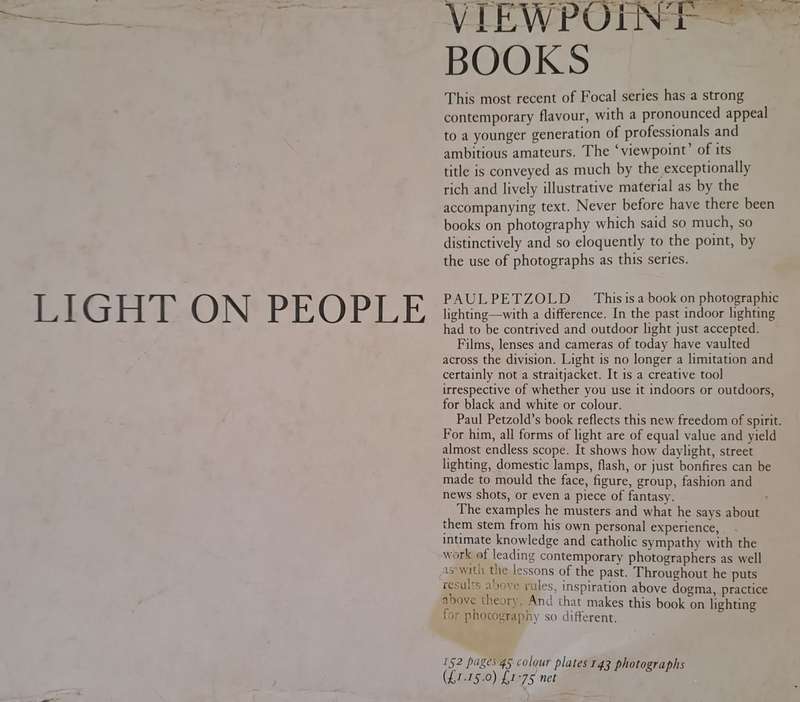 VIEWPOINT
BOOKS
This most recent of Focal series has a strong
contemporary flavour, with a pronounced appeal
to a younger generation of professionals and
ambitious amateurs. The ‘viewpoint’ of its
title is conveyed as much by the exceptionally
rich and lively illustrative material as by the
accompanying text. Never before have there been
books on photography which said so much, so
distinctively and so eloquently to the point, by
the use of photographs as this series.
LIGHT ON PEOPLE
PAUL PETZOLD This is a book on photographic
lighting—with a difference. In the past indoor lighting
had to be contrived and outdoor light just accepted.
Films, lenses and cameras of today have vaulted
across the division. Light is no longer a limitation and
certainly not a straitjacket. It is a creative tool
irrespective of whether you use it indoors or outdoors,
for black and white or colour.
Paul Petzold’s book reflects this new freedom of spirit.
For him, all forms of light are of equal value and yield
almost endless scope. It shows how daylight, street
lighting, domestic lamps, flash, or just bonfires can be
made to mould the face, figure, group, fashion and
news shots, or even a piece of fantasy.
The examples he musters and what he says about
them stem from his own personal experience,
intimate knowledge and catholic sympathy with the
work of leading contemporary photographers as well
as with the lessons of the past. Throughout he puts
results above rules, inspiration above dogma, practice
above theory. And that makes this book on lighting
for photography so different.
152 pages 45 colour plates 143 photographs
(£1.15.0) £1·75 net